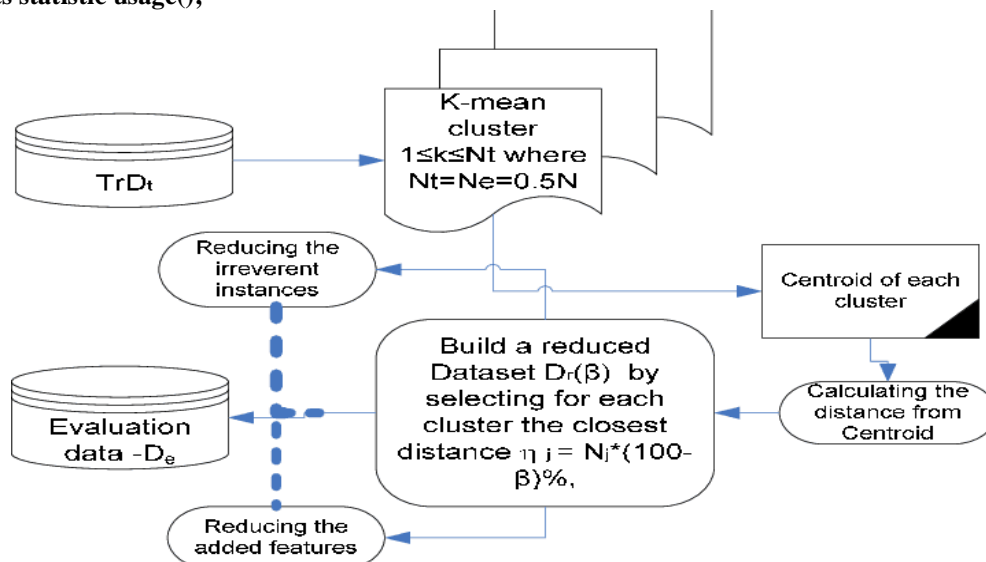 statistic usage();
K-mean
cluster
1≤k≤Nt where
Nt=Ne=0.5N
TrDt
Reducing the
irreverent
instances
Centroid of each
cluster
Build a reduced
Dataset Dr(β) by
selecting for each
cluster the closest
distance η j = Nj*(100-
β)%,
Calculating the
distance from
Centroid
Evaluation
data -De
Reducing the
added features